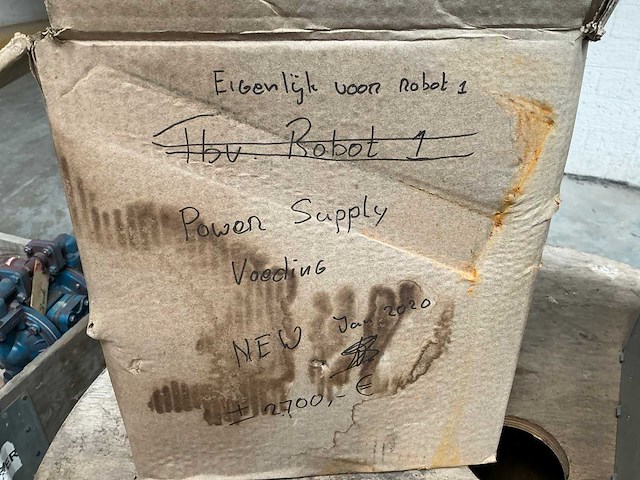 Eigenlijk voor robot 1
Tbv. Robot 1
Power Supply
Voeding
NEW Jan 2020
± 2700,- €